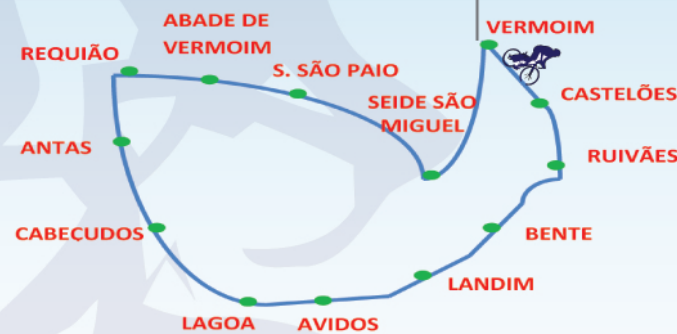 ABADE DE
VERMOIM
VERMOIM
REQUIÃO
S. SÃO PAIO
SEIDE SÃO
MIGUEL
CASTELÕES
ANTAS
RUIVÃES
CABEÇUDOS
BENTE
LANDIM
LAGOA
AVIDOS